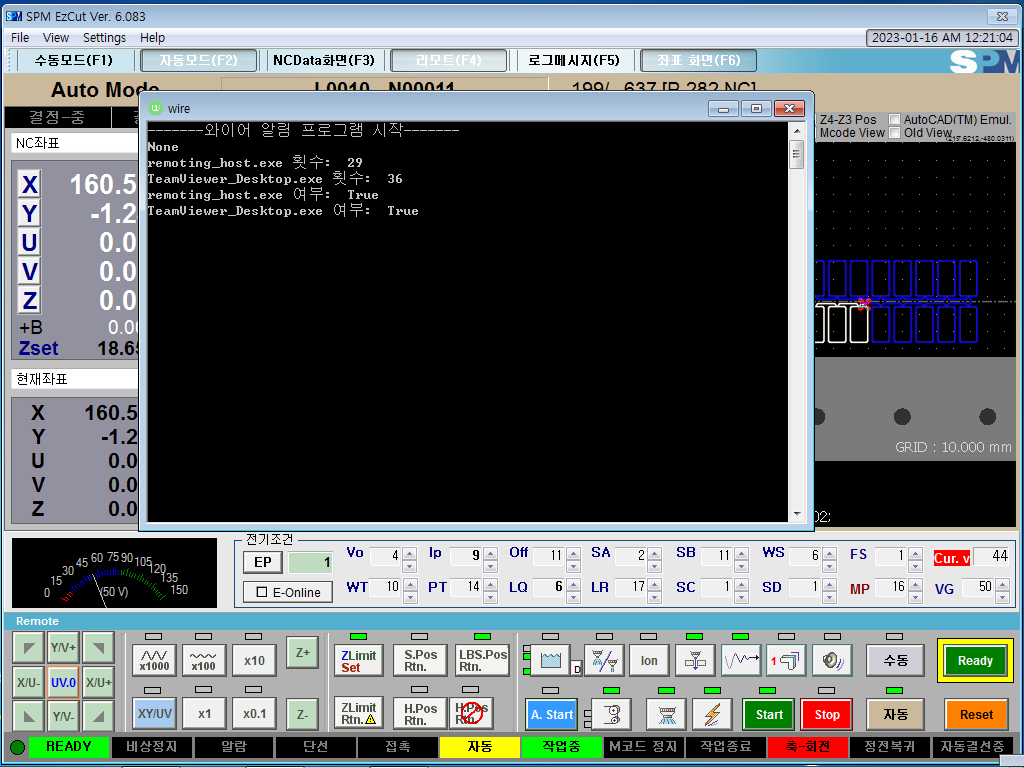 SPM EzCut Ver. 6.083
File View Settings Help
2023-01-16 AM 12:21:04
수동모드(F1) 자동모드(F2) NCData화면(F3) 리모트(F4) 로그메시지(F5) 좌표 화면(F6)
SPM
Auto Mode L0010 N00011 199/ 637 [R 282 NC]
wire
결정-중
Z4-Z3 Pos AutoCAD(TM) Emul.
Mcode View Old View
NC좌표
-------와이어 알림 프로그램 시작-------
None
remoting_host.exe 횟수: 29
TeamViewer_Desktop.exe 횟수: 36
remoting_host.exe 여부: True
TeamViewer_Desktop.exe 여부: True
X 160.5
Y -1.2
U 0.0
V 0.0
Z 0.0
+B 0.00
Zset 18.65
현재좌표
X 160.5
Y -1.2
U 0.0
V 0.0
Z 0.0
GRID : 10.000 mm
02;
전기조건
0 15 30 45 60 75 90 105 120 135 150
(50 V)
EP 1 Vo 4 Ip 9 Off 11 SA 2 SB 11 WS 6 FS 1 Cur. v 44
E-Online WT 10 PT 14 LQ 6 LR 17 SC 1 SD 1 MP 16 VG 50
Remote
Y/V+ x1000 x100 x10 Z+ ZLimit Set S.Pos Rtn. LBS.Pos Rtn. D Ion 1 수동 Ready
X/U- UV.0 X/U+
Y/V- XY/UV x1 x0.1 Z- ZLimit Rtn. H.Pos Rtn. A. Start Start Stop 자동 Reset
READY 비상정지 알람 단선 접촉 자동 작업중 M코드 정지 작업종료 축-회전 정전복귀 자동결선중